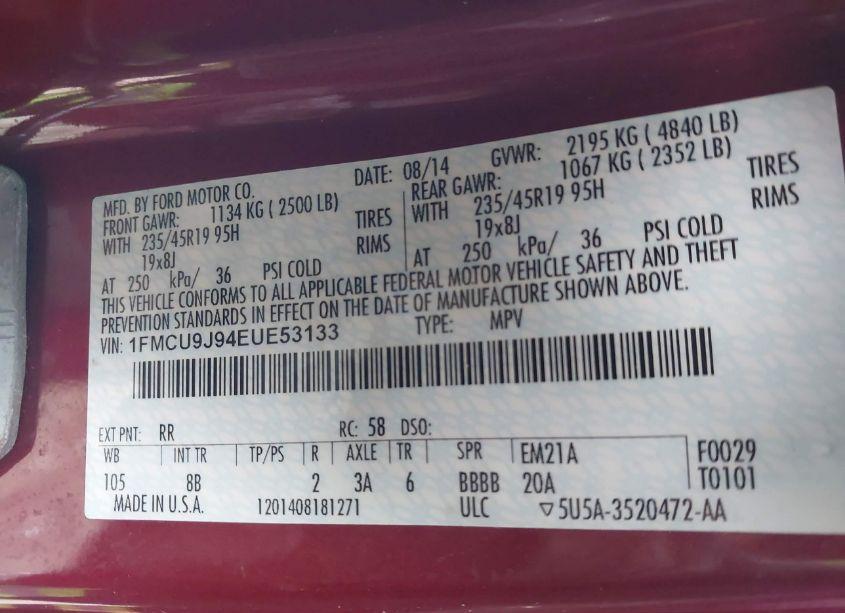 MFD. BY FORD MOTOR CO. DATE: 08/14 GVWR: 2195 KG ( 4840 LB)
FRONT GAWR: 1134 KG ( 2500 LB) REAR GAWR: 1067 KG ( 2352 LB)
WITH 235/45R19 95H TIRES WITH 235/45R19 95H TIRES
19x8J RIMS 19x8J RIMS
AT 250 kPa/ 36 PSI COLD AT 250 kPa/ 36 PSI COLD
THIS VEHICLE CONFORMS TO ALL APPLICABLE FEDERAL MOTOR VEHICLE SAFETY AND THEFT
PREVENTION STANDARDS IN EFFECT ON THE DATE OF MANUFACTURE SHOWN ABOVE.
VIN: 1FMCU9J94EUE53133 TYPE: MPV
EXT PNT: RR RC: 58 DSO:
WB INT TR TP/PS R AXLE TR SPR EM21A F0029
105 8B 2 3A 6 BBBB 20A T0101
MADE IN U.S.A. 1201408181271 ULC ▽5U5A-3520472-AA